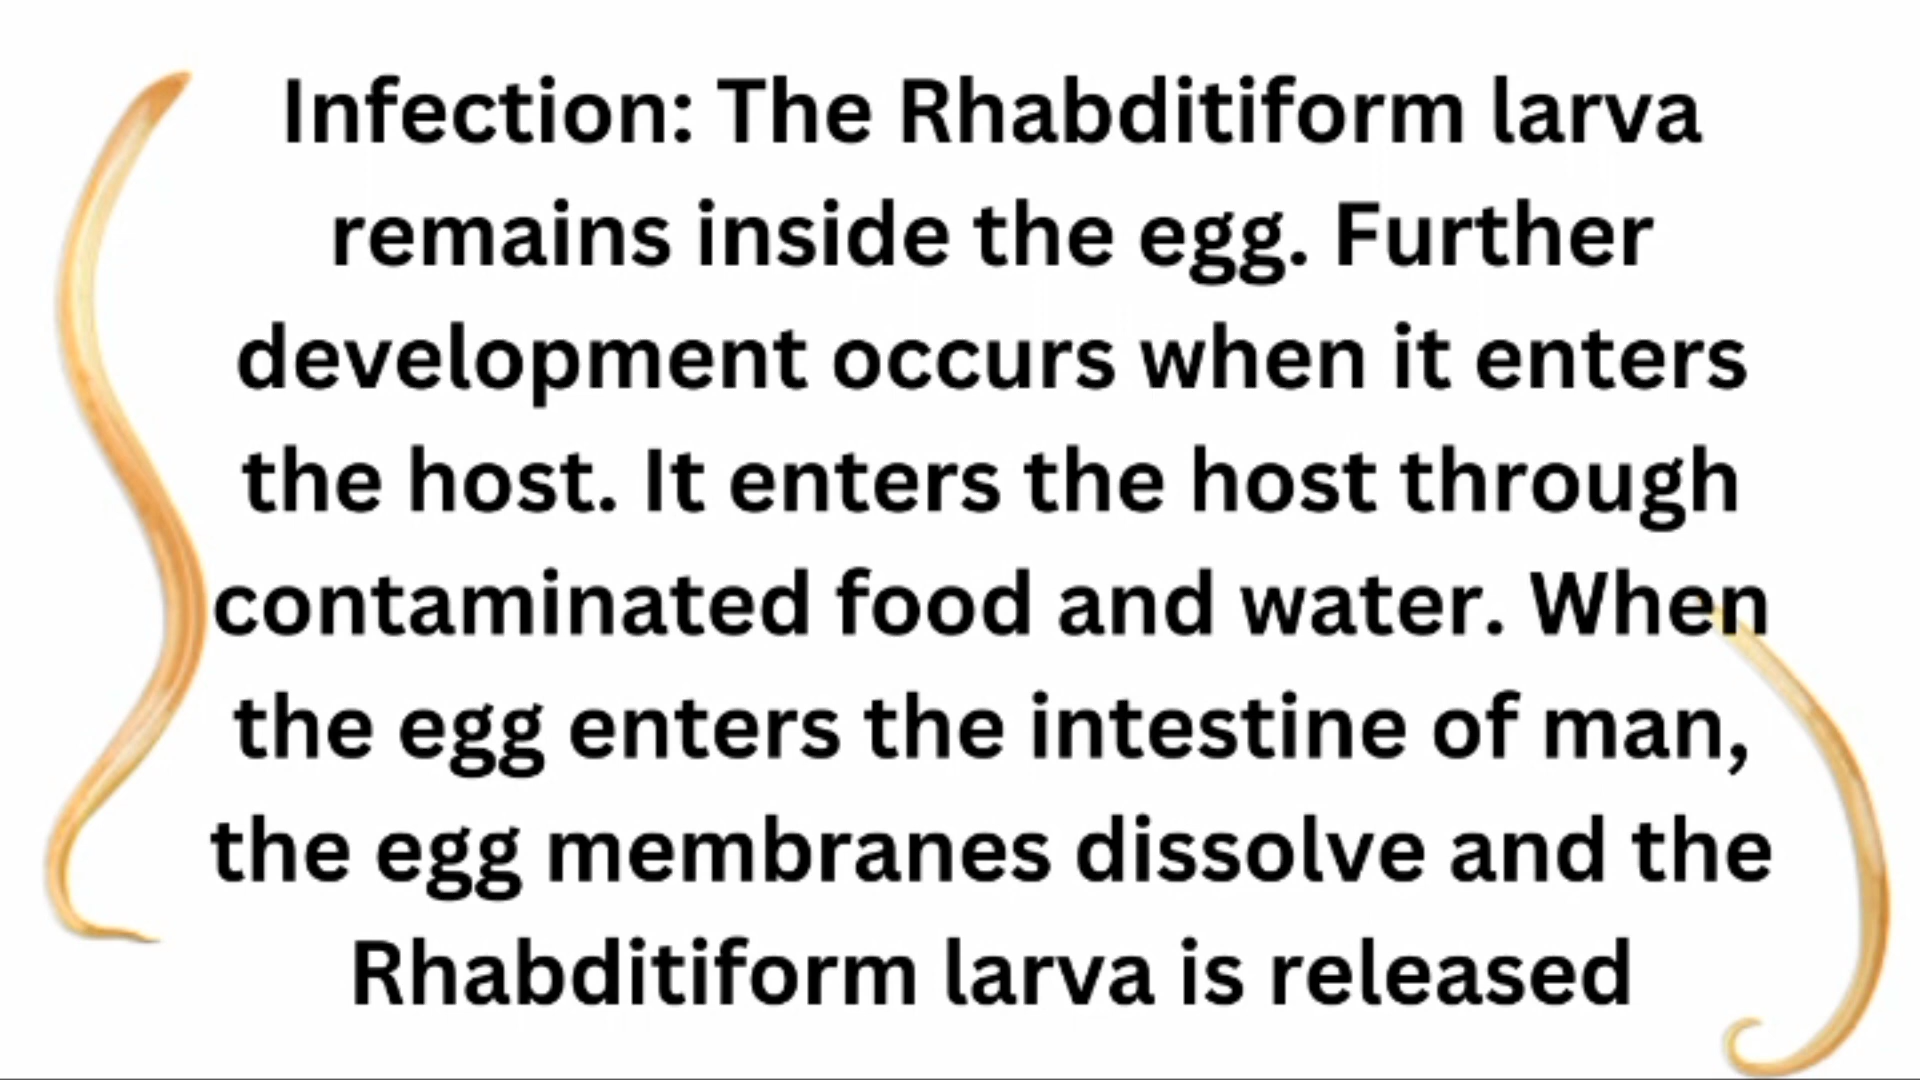 Infection: The Rhabditiform larva
remains inside the egg. Further
development occurs when it enters
the host. It enters the host through
contaminated food and water. When
the egg enters the intestine of man,
the egg membranes dissolve and the
Rhabditiform larva is released